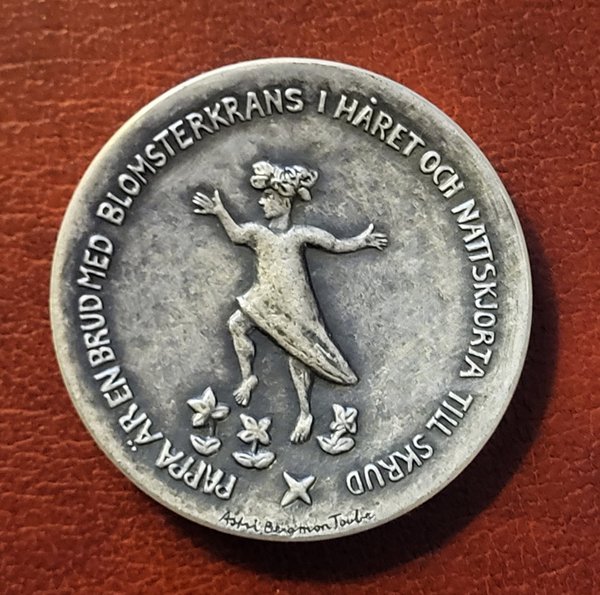 PAPPA ÄR EN BRUD MED BLOMSTERKRANS I HÅRET OCH NATTSKJORTA TILL SKRUD
Astri Bergman Taube